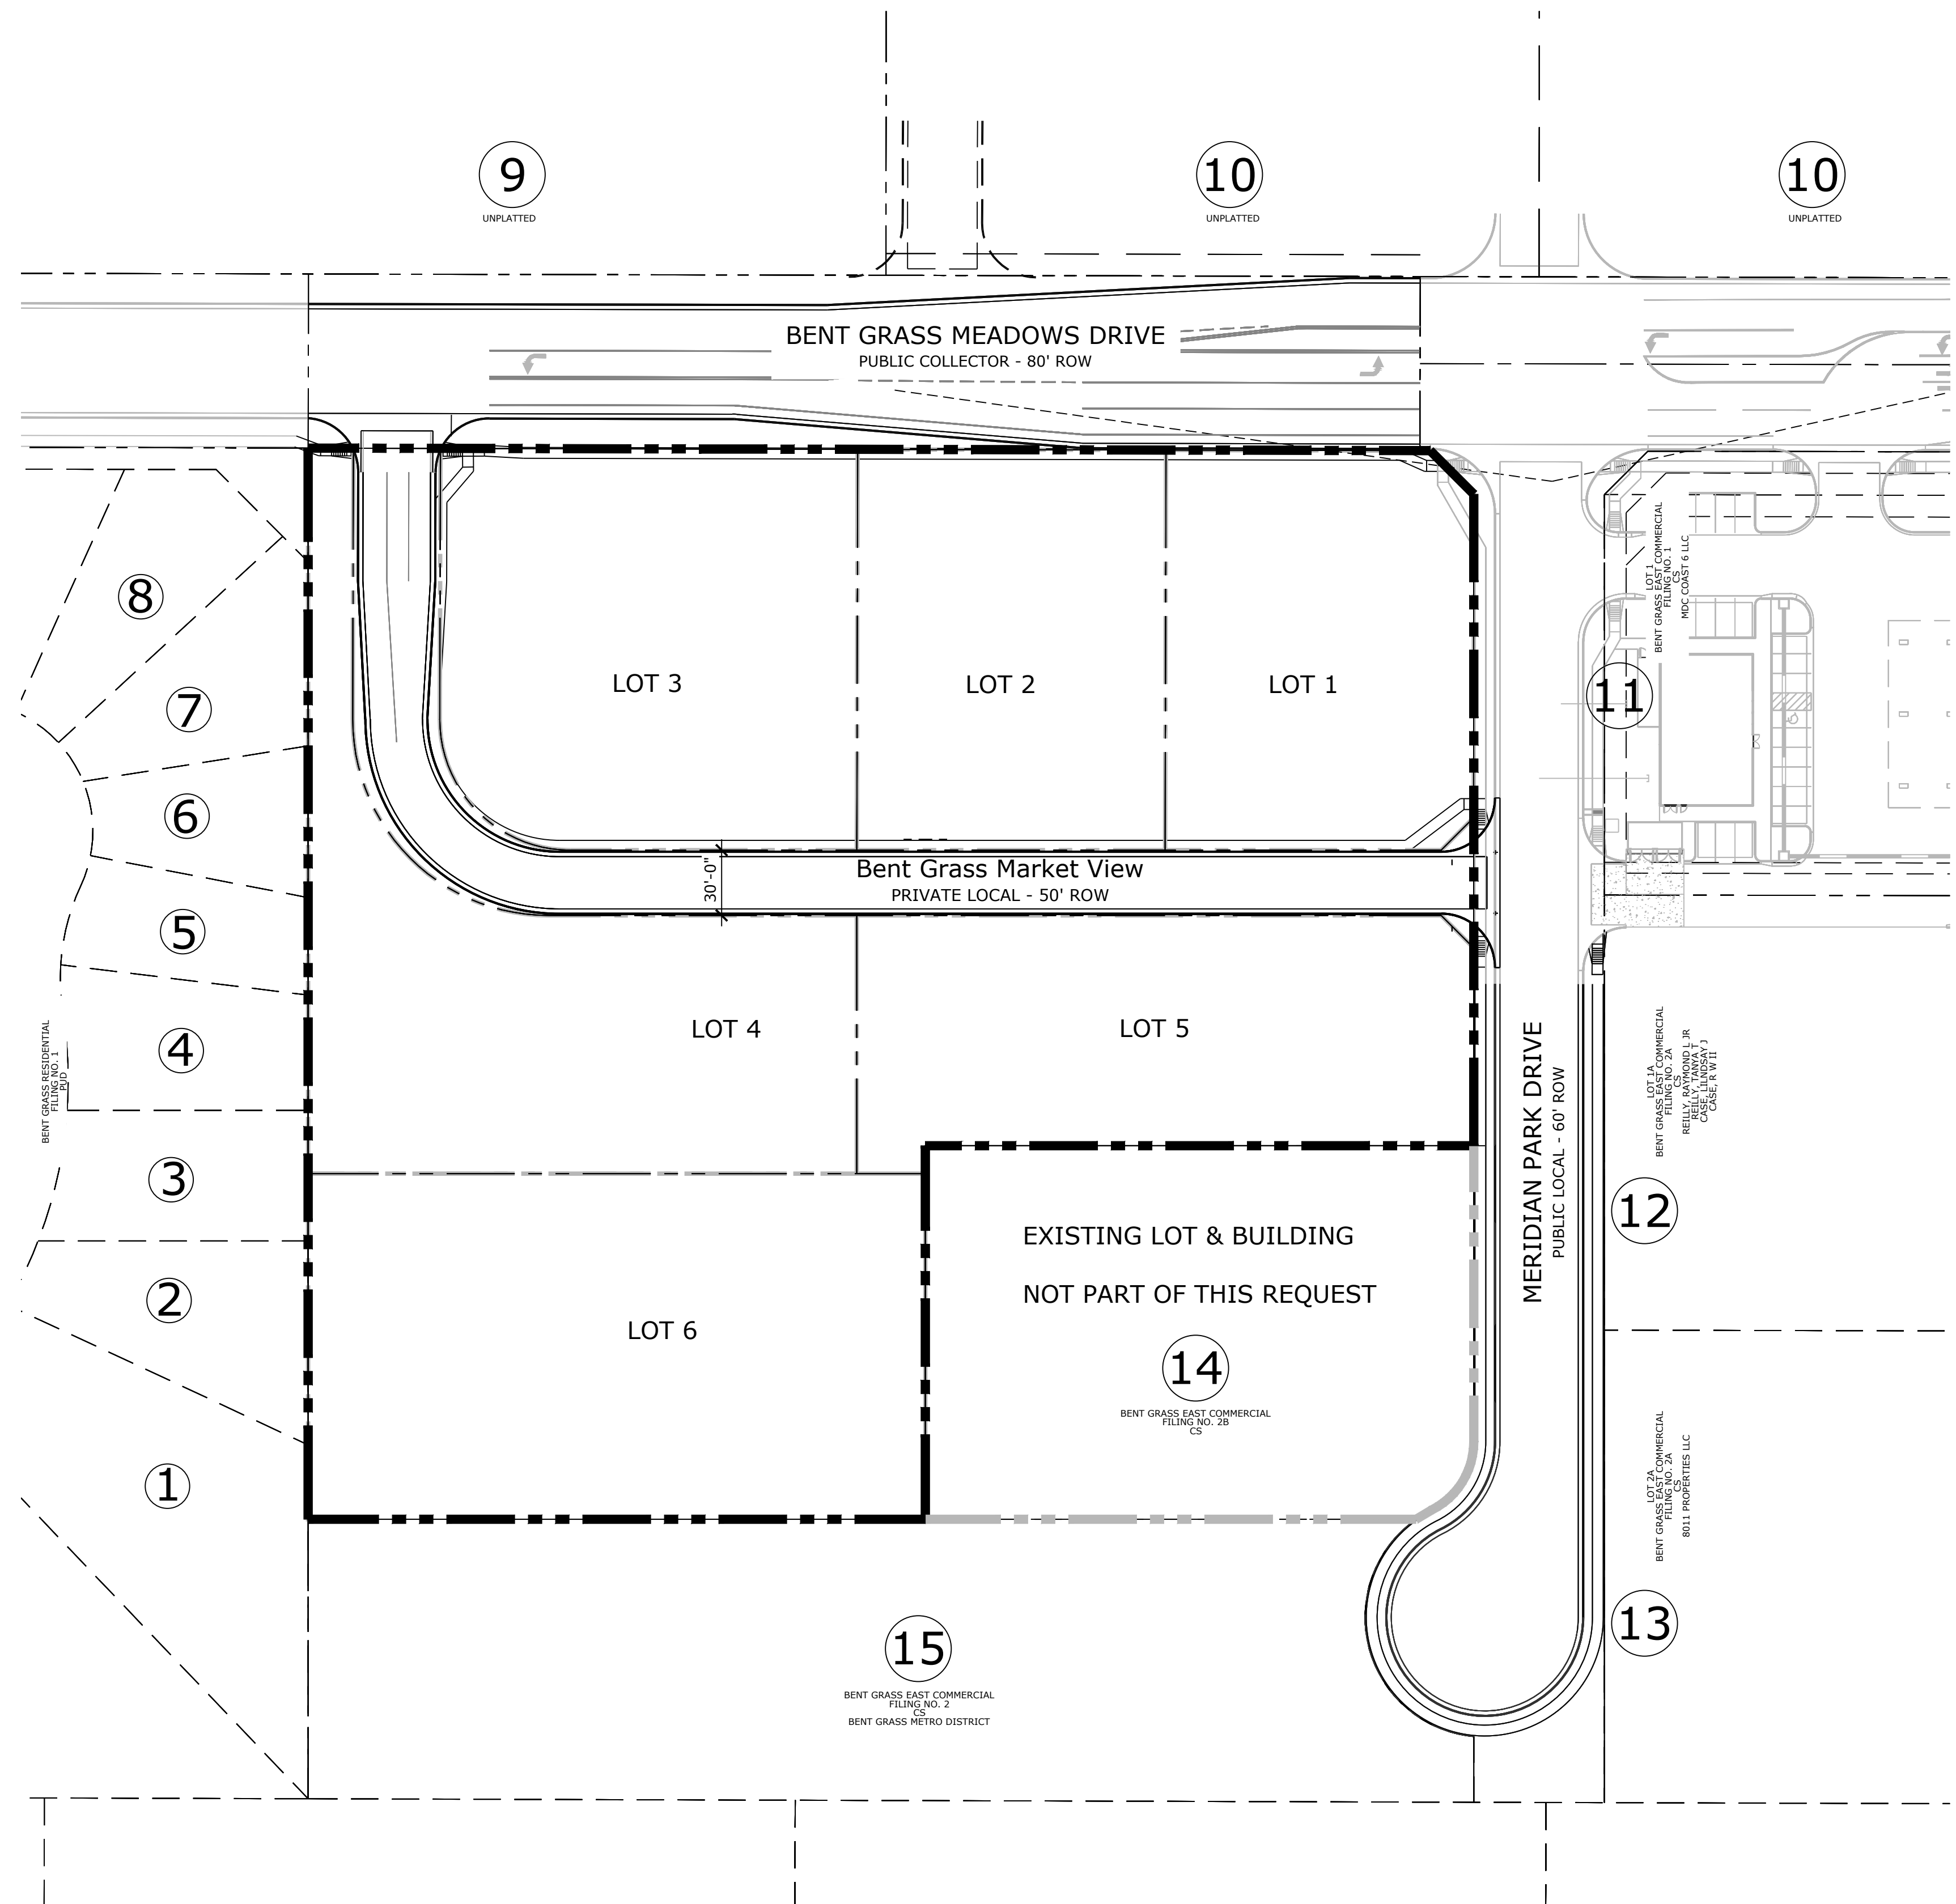 9
UNPLATTED
10
UNPLATTED
10
UNPLATTED
BENT GRASS MEADOWS DRIVE
PUBLIC COLLECTOR - 80' ROW
8
7
6
5
4
3
2
1
BENT GRASS RESIDENTIAL
FILING NO. 1
PUD
LOT 3
LOT 2
LOT 1
LOT 1
BENT GRASS EAST COMMERCIAL
FILING NO. 1
CS
MDC COAST 6 LLC
11
30'-0"
Bent Grass Market View
PRIVATE LOCAL - 50' ROW
LOT 4
LOT 5
MERIDIAN PARK DRIVE
PUBLIC LOCAL - 60' ROW
LOT 1A
BENT GRASS EAST COMMERCIAL
FILING NO. 2A
CS
REILLY, RAYMOND L JR
REILLY, TANYA T
CASE, LILNDSAY J
CASE, R W II
12
LOT 6
EXISTING LOT & BUILDING
NOT PART OF THIS REQUEST
14
BENT GRASS EAST COMMERCIAL
FILING NO. 2B
CS
LOT 2A
BENT GRASS EAST COMMERCIAL
FILING NO. 2A
CS
8011 PROPERTIES LLC
13
15
BENT GRASS EAST COMMERCIAL
FILING NO. 2
CS
BENT GRASS METRO DISTRICT